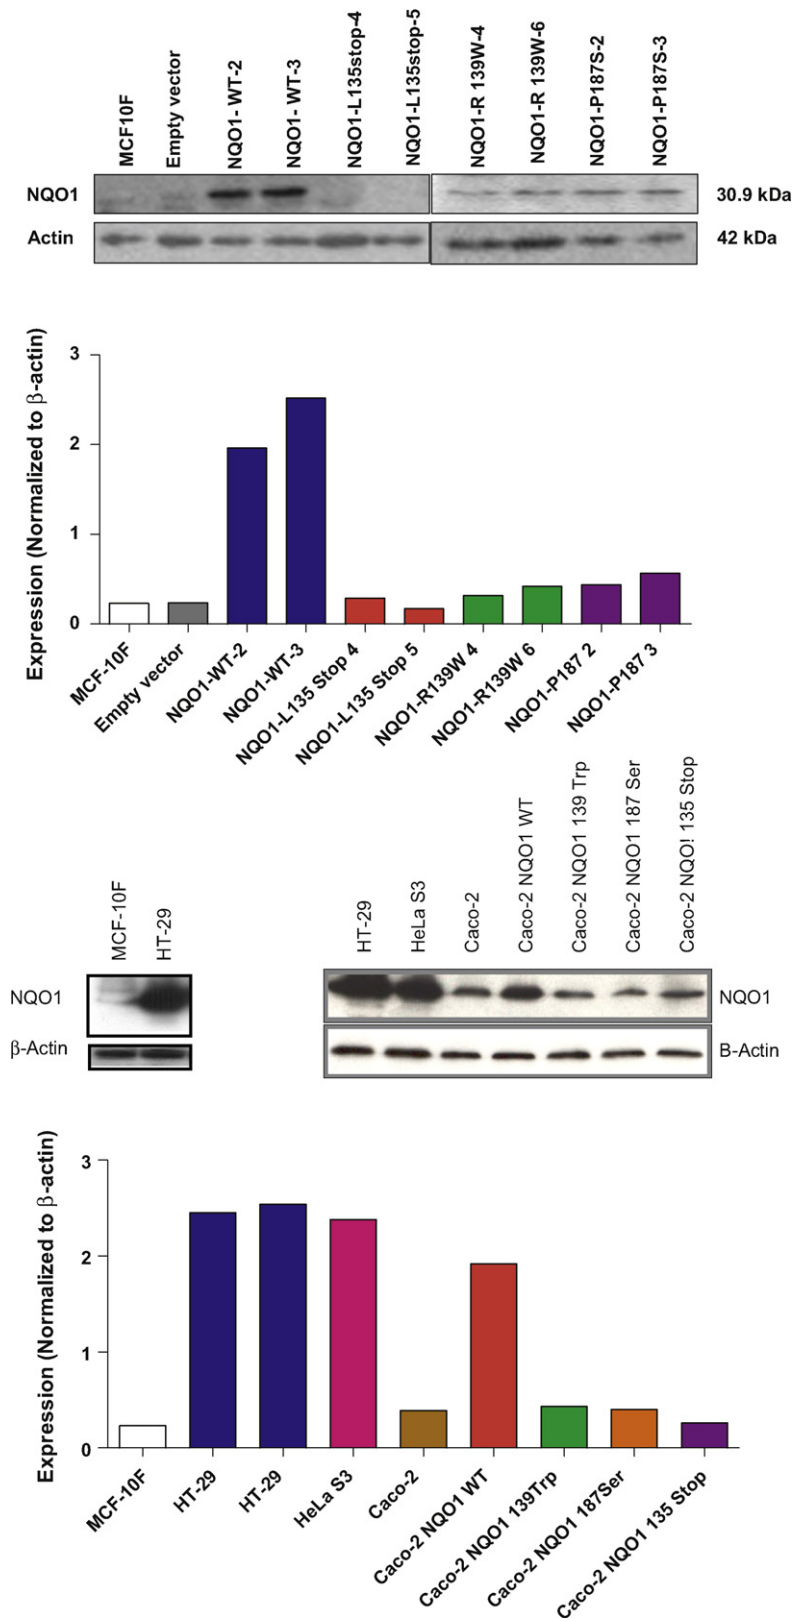 MCF10F
Empty vector
NQO1- WT-2
NQO1- WT-3
NQO1-L135stop-4
NQO1-L135stop-5
NQO1-R 139W-4
NQO1-R 139W-6
NQO1-P187S-2
NQO1-P187S-3
NQO1
30.9 kDa
Actin
42 kDa
Expression (Normalized to β-actin)
3
2
1
0
MCF-10F
Empty vector
NQO1-WT-2
NQO1-WT-3
NQO1-L135 Stop 4
NQO1-L135 Stop 5
NQO1-R139W 4
NQO1-R139W 6
NQO1-P187 2
NQO1-P187 3
MCF-10F
HT-29
HT-29
HeLa S3
Caco-2
Caco-2 NQO1 WT
Caco-2 NQO1 139 Trp
Caco-2 NQO1 187 Ser
Caco-2 NQO! 135 Stop
NQO1
NQO1
β-Actin
B-Actin
Expression (Normalized to β-actin)
3
2
1
0
MCF-10F
HT-29
HT-29
HeLa S3
Caco-2
Caco-2 NQO1 WT
Caco-2 NQO1 139Trp
Caco-2 NQO1 187Ser
Caco-2 NQO1 135 Stop